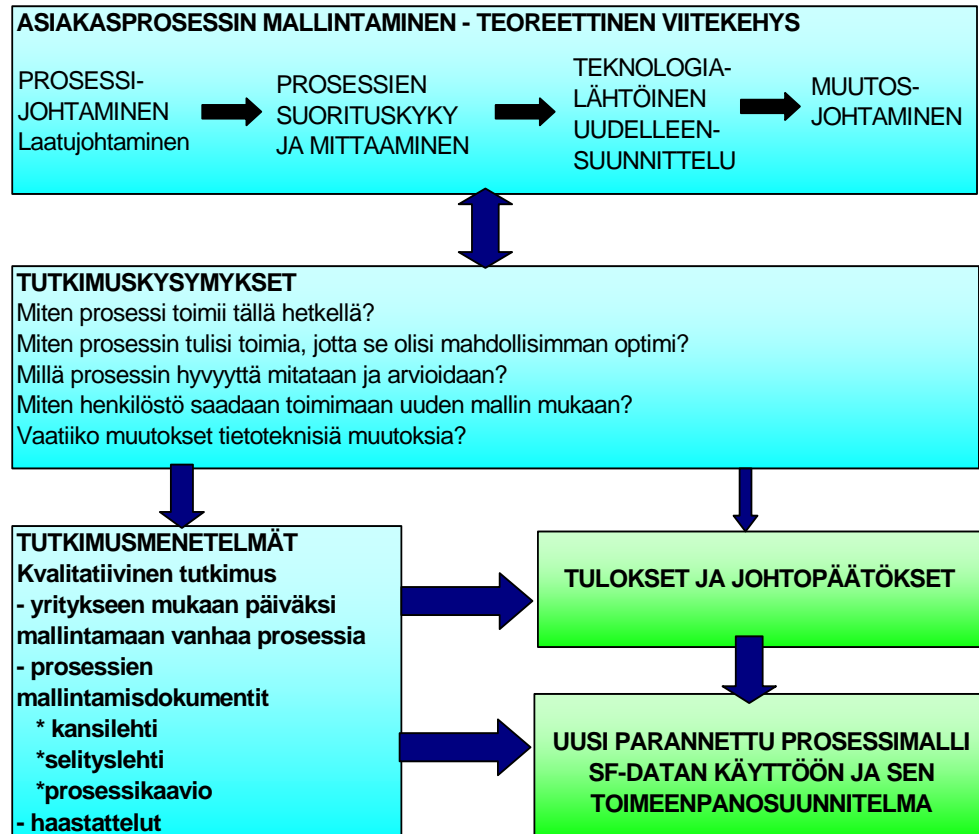 ASIAKASPROSESSIN MALLINTAMINEN - TEOREETTINEN VIITEKEHYS
PROSESSI-
JOHTAMINEN
Laatujohtaminen
PROSESSIEN
SUORITUSKYKY
JA MITTAAMINEN
TEKNOLOGIA-
LÄHTÖINEN
UUDELLEEN-
SUUNNITTELU
MUUTOS-
JOHTAMINEN
TUTKIMUSKYSYMYKSET
Miten prosessi toimii tällä hetkellä?
Miten prosessin tulisi toimia, jotta se olisi mahdollisimman optimi?
Millä prosessin hyvyyttä mitataan ja arvioidaan?
Miten henkilöstö saadaan toimimaan uuden mallin mukaan?
Vaatiiko muutokset tietoteknisiä muutoksia?
TUTKIMUSMENETELMÄT
Kvalitatiivinen tutkimus
- yritykseen mukaan päiväksi
mallintamaan vanhaa prosessia
- prosessien
mallintamisdokumentit
* kansilehti
*selityslehti
*prosessikaavio
- haastattelut
TULOKSET JA JOHTOPÄÄTÖKSET
UUSI PARANNETTU PROSESSIMALLI
SF-DATAN KÄYTTÖÖN JA SEN
TOIMEENPANOSUUNNITELMA